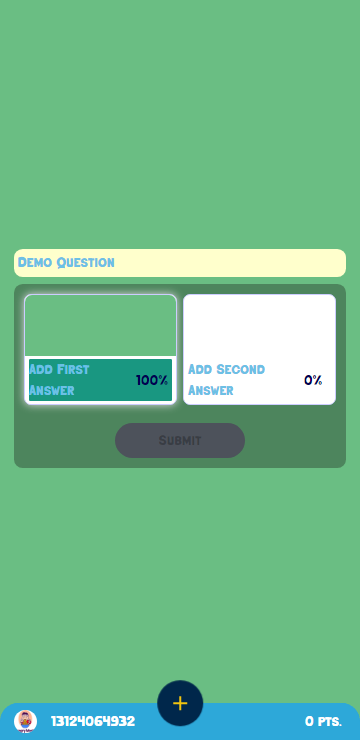 Demo Question
Add First
Answer
100%
Add Second
Answer
0%
Submit
13124064932
0 PTS.